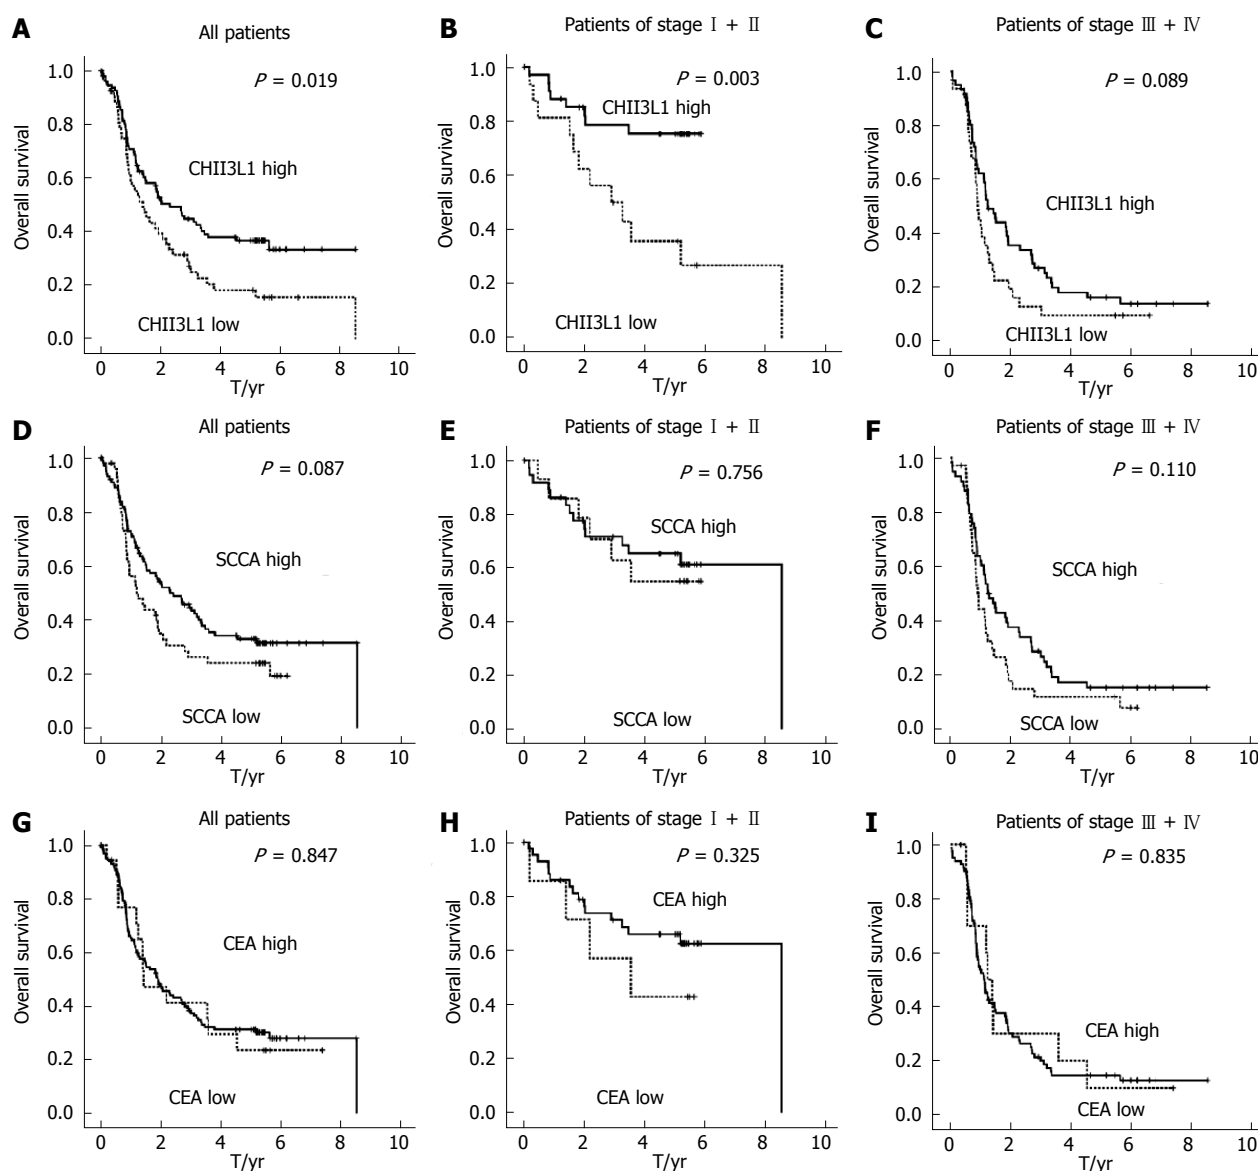 A
All patients
P = 0.019
CHII3L1 high
CHII3L1 low
Overall survival
1.0
0.8
0.6
0.4
0.2
0.0
0 2 4 6 8 10
T/yr
B
Patients of stage Ⅰ + Ⅱ
P = 0.003
CHII3L1 high
CHII3L1 low
Overall survival
1.0
0.8
0.6
0.4
0.2
0.0
0 2 4 6 8 10
T/yr
C
Patients of stage Ⅲ + Ⅳ
P = 0.089
CHII3L1 high
CHII3L1 low
Overall survival
1.0
0.8
0.6
0.4
0.2
0.0
0 2 4 6 8 10
T/yr
D
All patients
P = 0.087
SCCA high
SCCA low
Overall survival
1.0
0.8
0.6
0.4
0.2
0.0
0 2 4 6 8 10
T/yr
E
Patients of stage Ⅰ + Ⅱ
P = 0.756
SCCA high
SCCA low
Overall survival
1.0
0.8
0.6
0.4
0.2
0.0
0 2 4 6 8 10
T/yr
F
Patients of stage Ⅲ + Ⅳ
P = 0.110
SCCA high
SCCA low
Overall survival
1.0
0.8
0.6
0.4
0.2
0.0
0 2 4 6 8 10
T/yr
G
All patients
P = 0.847
CEA high
CEA low
Overall survival
1.0
0.8
0.6
0.4
0.2
0.0
0 2 4 6 8 10
T/yr
H
Patients of stage Ⅰ + Ⅱ
P = 0.325
CEA high
CEA low
Overall survival
1.0
0.8
0.6
0.4
0.2
0.0
0 2 4 6 8 10
T/yr
I
Patients of stage Ⅲ + Ⅳ
P = 0.835
CEA high
CEA low
Overall survival
1.0
0.8
0.6
0.4
0.2
0.0
0 2 4 6 8 10
T/yr